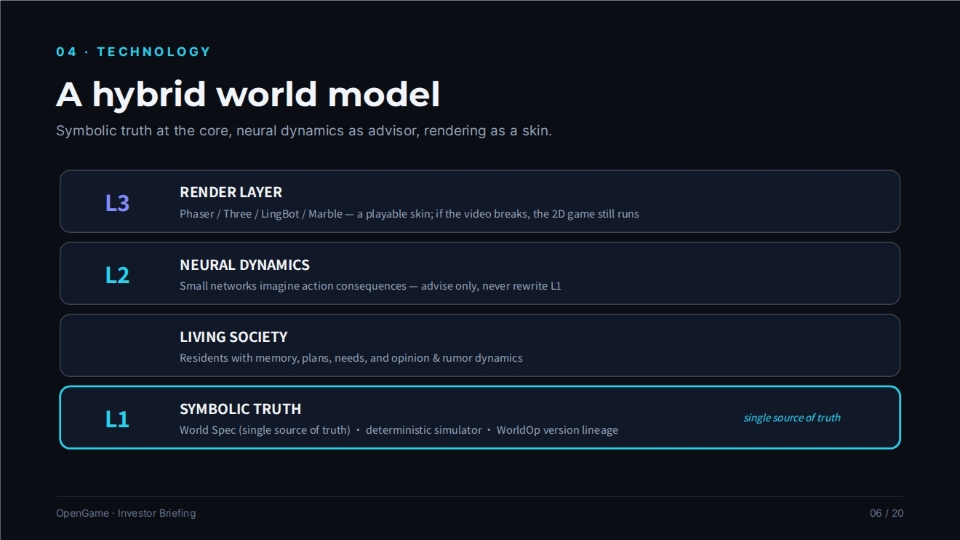 04 · TECHNOLOGY
A hybrid world model
Symbolic truth at the core, neural dynamics as advisor, rendering as a skin.
L3
RENDER LAYER
Phaser / Three / LingBot / Marble — a playable skin; if the video breaks, the 2D game still runs
L2
NEURAL DYNAMICS
Small networks imagine action consequences — advise only, never rewrite L1
LIVING SOCIETY
Residents with memory, plans, needs, and opinion & rumor dynamics
L1
SYMBOLIC TRUTH
World Spec (single source of truth) • deterministic simulator • WorldOp version lineage
single source of truth
OpenGame · Investor Briefing
06 / 20